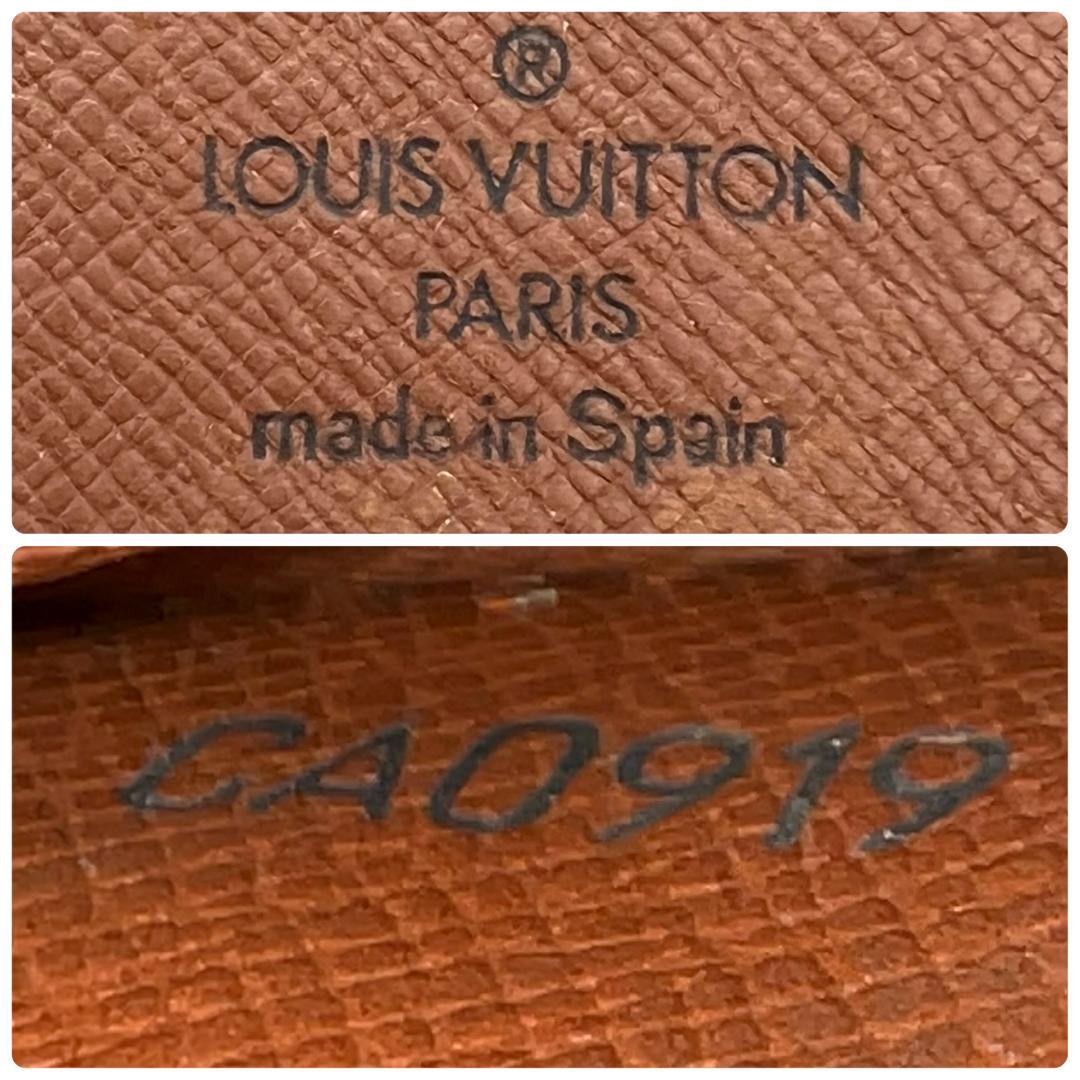 ®
LOUIS VUITTON
PARIS
made in Spain
CA0919